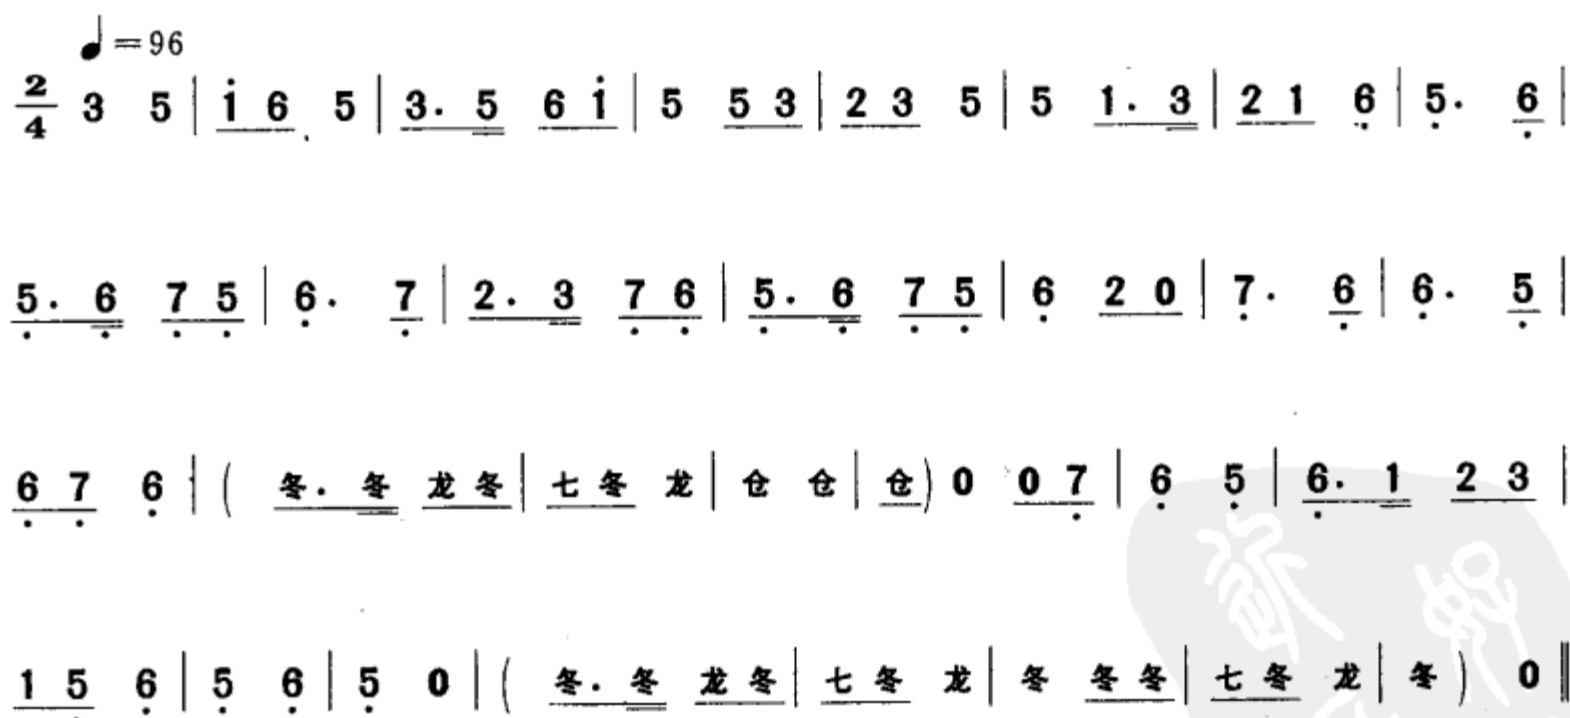 ♩=96
2/4 3 5 | i̇ 6 5 | 3. 5 6 i̇ | 5 5 3 | 2 3 5 | 5 1. 3 | 2 1 6̣ | 5̣. 6̣ |
5̣. 6̣ 7̣ 5̣ | 6̣. 7̣ | 2. 3 7̣ 6̣ | 5̣. 6̣ 7̣ 5̣ | 6̣ 2 0 | 7̣. 6̣ | 6̣. 5̣ |
6̣ 7̣ 6̣ | ( 冬. 冬 龙 冬 | 七 冬 龙 | 仓 仓 | 仓 ) 0 0 7̣ | 6̣ 5̣ | 6̣. 1 2 3 |
1 5̣ 6̣ | 5̣ 6̣ | 5̣ 0 | ( 冬. 冬 龙 冬 | 七 冬 龙 | 冬 冬 冬 | 七 冬 龙 | 冬 ) 0 ‖